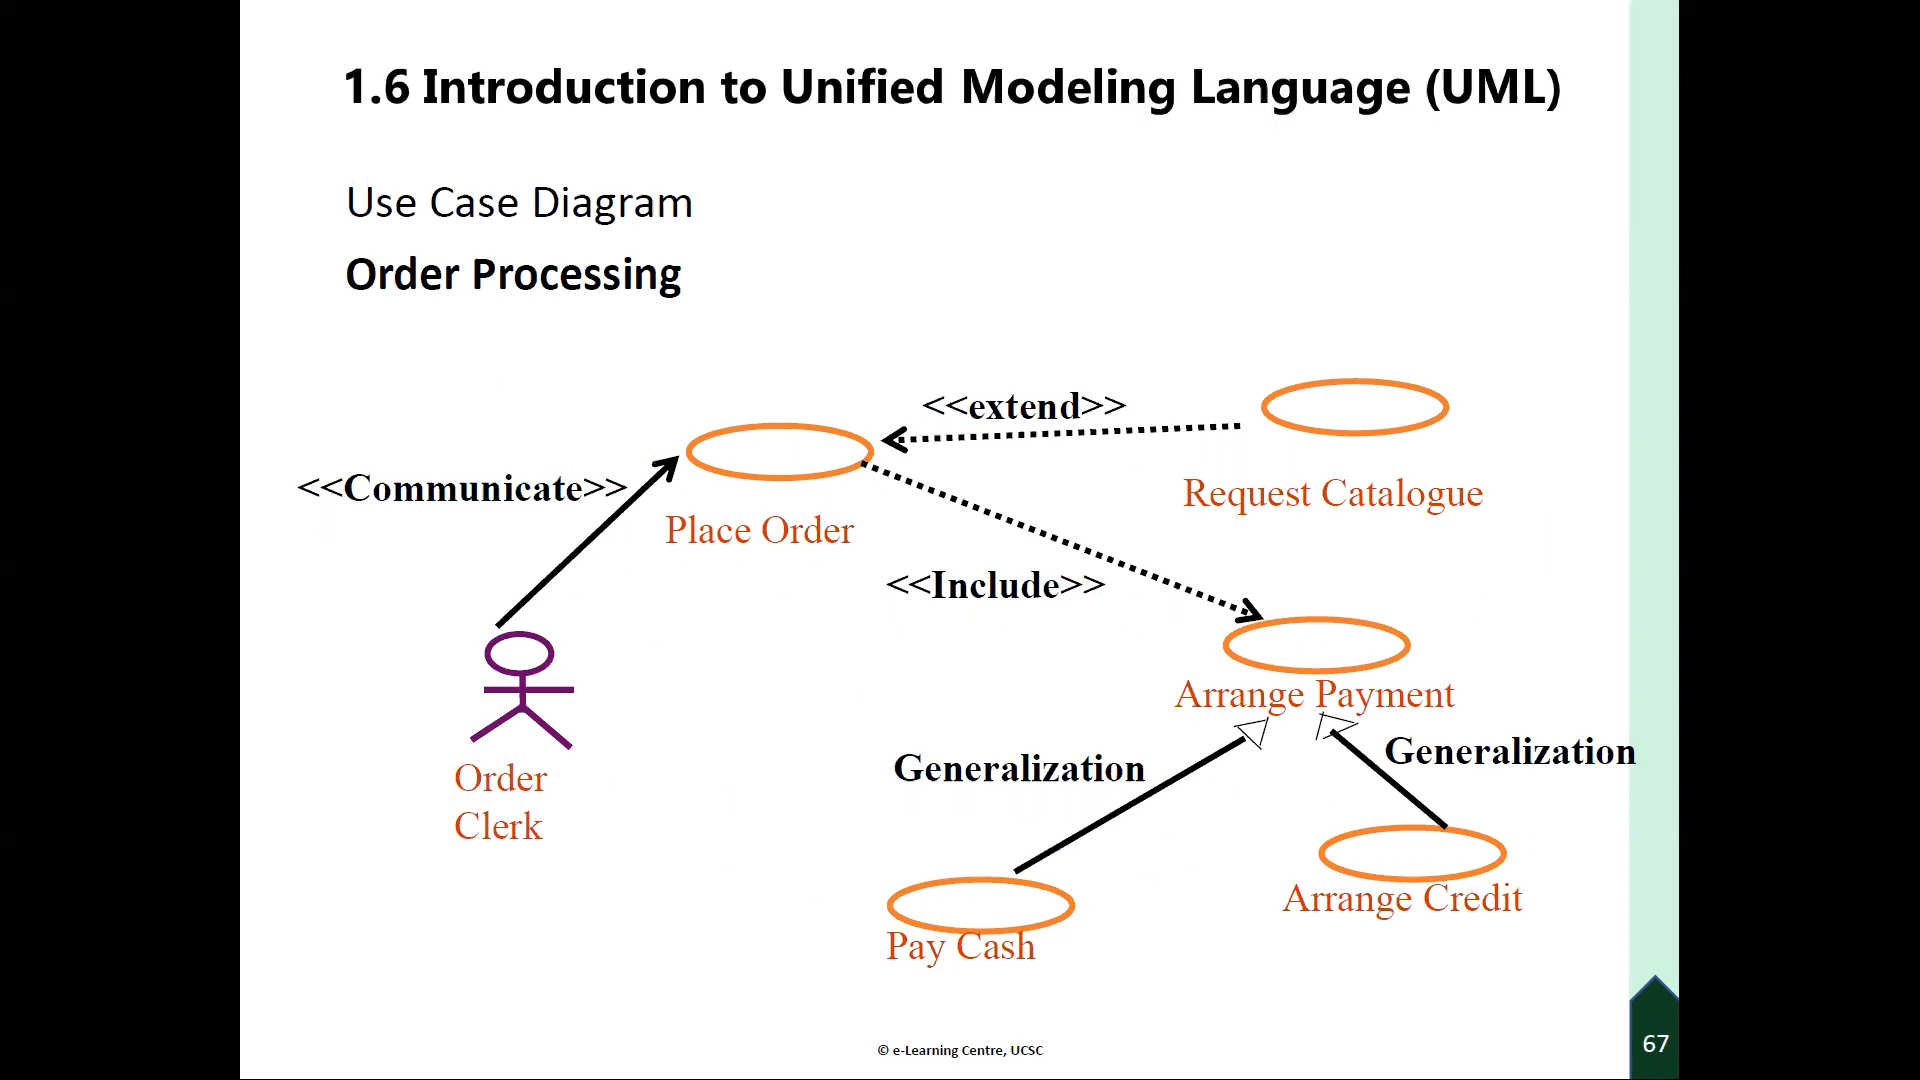 1.6 Introduction to Unified Modeling Language (UML)
Use Case Diagram
Order Processing
<<extend>>
<<Communicate>>
Request Catalogue
Place Order
<<Include>>
Arrange Payment
Generalization
Generalization
Order
Clerk
Arrange Credit
Pay Cash
© e-Learning Centre, UCSC
67